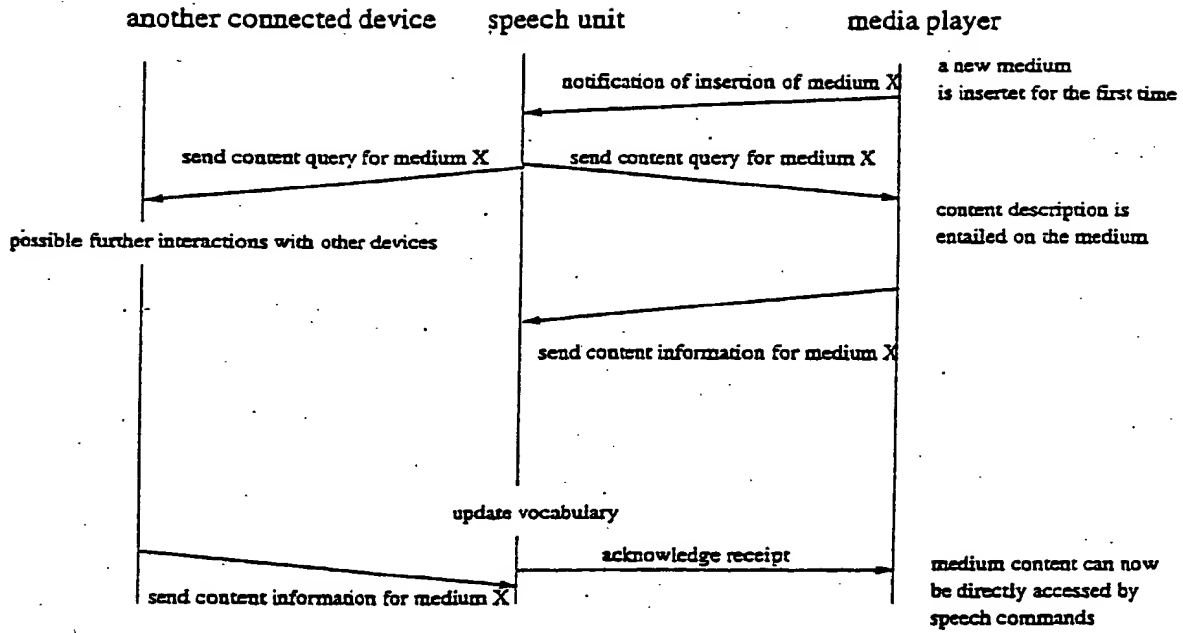 another connected device speech unit media player
a new medium
is insertet for the first time
notification of insertion of medium X
send content query for medium X
send content query for medium X
content description is
entailed on the medium
possible further interactions with other devices
send content information for medium X
update vocabulary
acknowledge receipt
medium content can now
be directly accessed by
speech commands
send content information for medium X